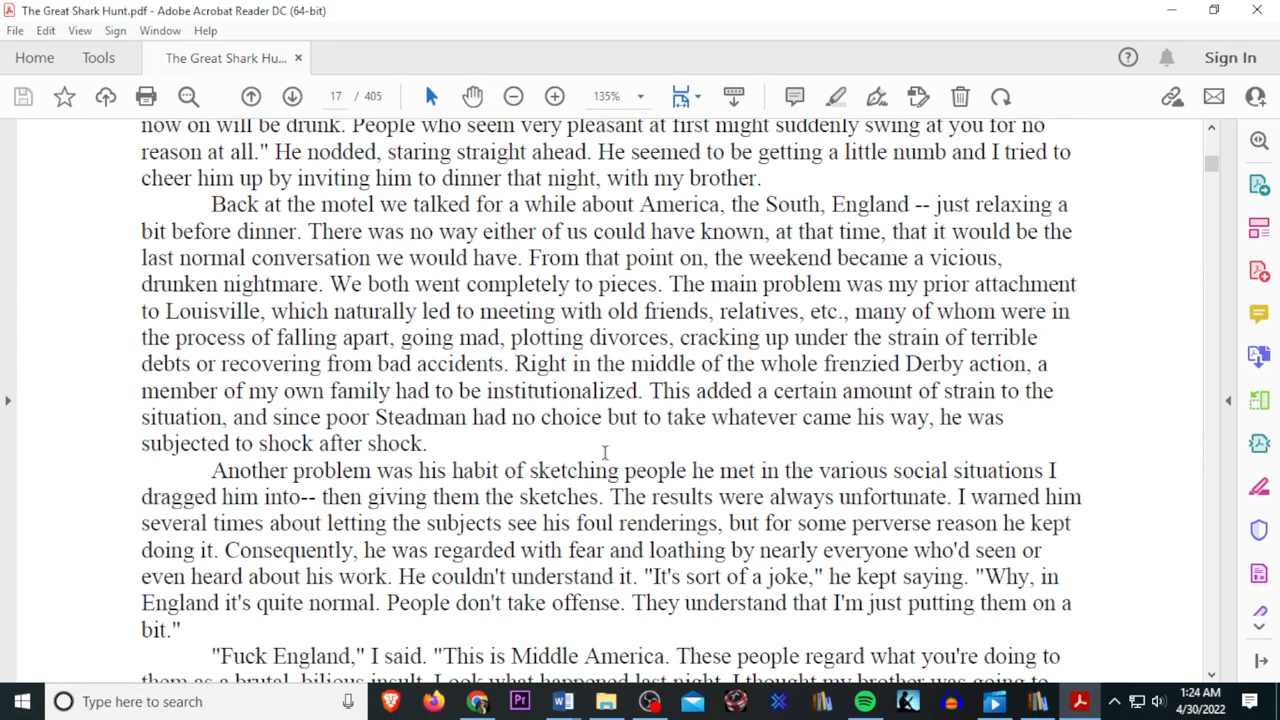 The Great Shark Hunt.pdf - Adobe Acrobat Reader DC (64-bit)
File Edit View Sign Window Help
Home Tools The Great Shark Hu... × Sign In
17 / 405 135%
now on will be drunk. People who seem very pleasant at first might suddenly swing at you for no
reason at all." He nodded, staring straight ahead. He seemed to be getting a little numb and I tried to
cheer him up by inviting him to dinner that night, with my brother.
Back at the motel we talked for a while about America, the South, England -- just relaxing a
bit before dinner. There was no way either of us could have known, at that time, that it would be the
last normal conversation we would have. From that point on, the weekend became a vicious,
drunken nightmare. We both went completely to pieces. The main problem was my prior attachment
to Louisville, which naturally led to meeting with old friends, relatives, etc., many of whom were in
the process of falling apart, going mad, plotting divorces, cracking up under the strain of terrible
debts or recovering from bad accidents. Right in the middle of the whole frenzied Derby action, a
member of my own family had to be institutionalized. This added a certain amount of strain to the
situation, and since poor Steadman had no choice but to take whatever came his way, he was
subjected to shock after shock.
Another problem was his habit of sketching people he met in the various social situations I
dragged him into-- then giving them the sketches. The results were always unfortunate. I warned him
several times about letting the subjects see his foul renderings, but for some perverse reason he kept
doing it. Consequently, he was regarded with fear and loathing by nearly everyone who'd seen or
even heard about his work. He couldn't understand it. "It's sort of a joke," he kept saying. "Why, in
England it's quite normal. People don't take offense. They understand that I'm just putting them on a
bit."
"Fuck England," I said. "This is Middle America. These people regard what you're doing to
them as a brutal, bilious insult. Look what happened last night. I thought my brother was going to
Type here to search
1:24 AM
4/30/2022